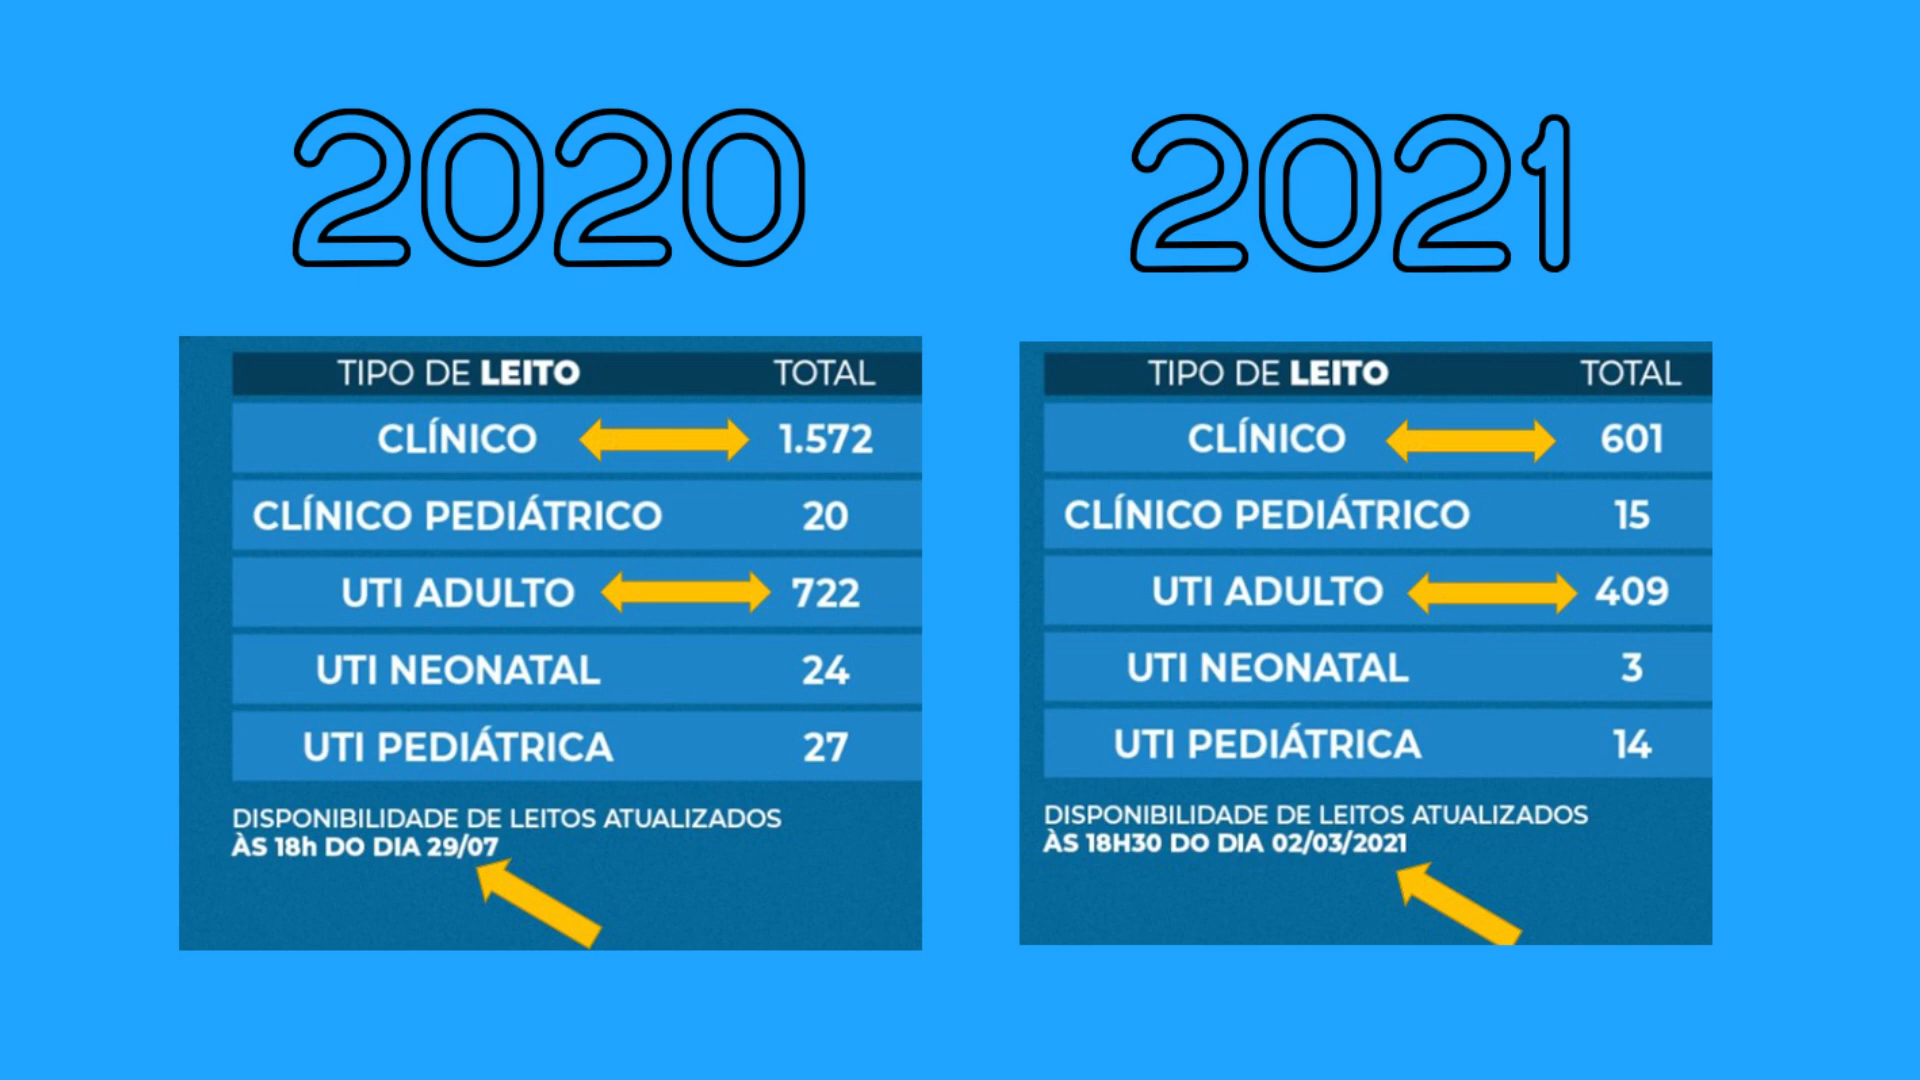 2020
TIPO DE LEITO TOTAL
CLÍNICO 1.572
CLÍNICO PEDIÁTRICO 20
UTI ADULTO 722
UTI NEONATAL 24
UTI PEDIÁTRICA 27
DISPONIBILIDADE DE LEITOS ATUALIZADOS
ÀS 18h DO DIA 29/07
2021
TIPO DE LEITO TOTAL
CLÍNICO 601
CLÍNICO PEDIÁTRICO 15
UTI ADULTO 409
UTI NEONATAL 3
UTI PEDIÁTRICA 14
DISPONIBILIDADE DE LEITOS ATUALIZADOS
ÀS 18H30 DO DIA 02/03/2021